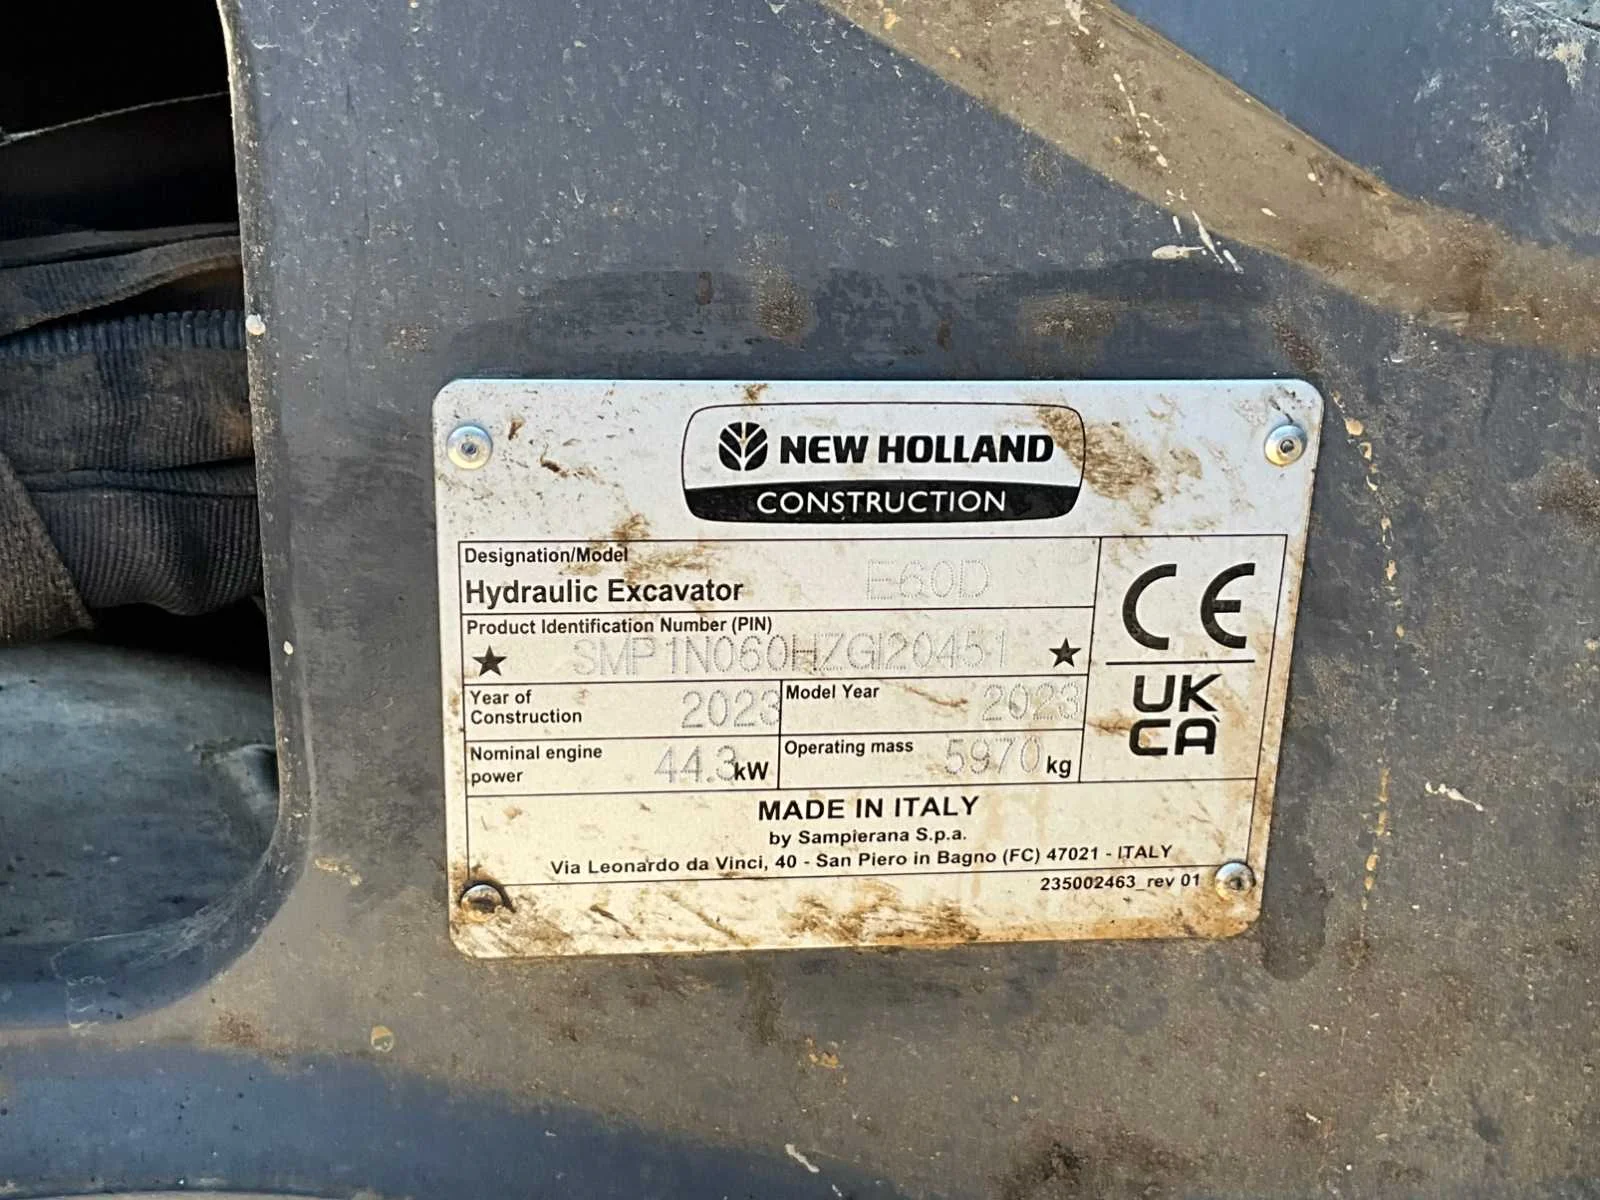 NEW HOLLAND
CONSTRUCTION
Designation/Model
Hydraulic Excavator E60D
Product Identification Number (PIN)
★ SMP1N060HZGI20451 ★
Year of Construction 2023
Model Year 2023
Nominal engine power 44.3 kW
Operating mass 5970 kg
CE
UK
CA
MADE IN ITALY
by Sampierana S.p.a.
Via Leonardo da Vinci, 40 - San Piero in Bagno (FC) 47021 - ITALY
235002463_rev 01